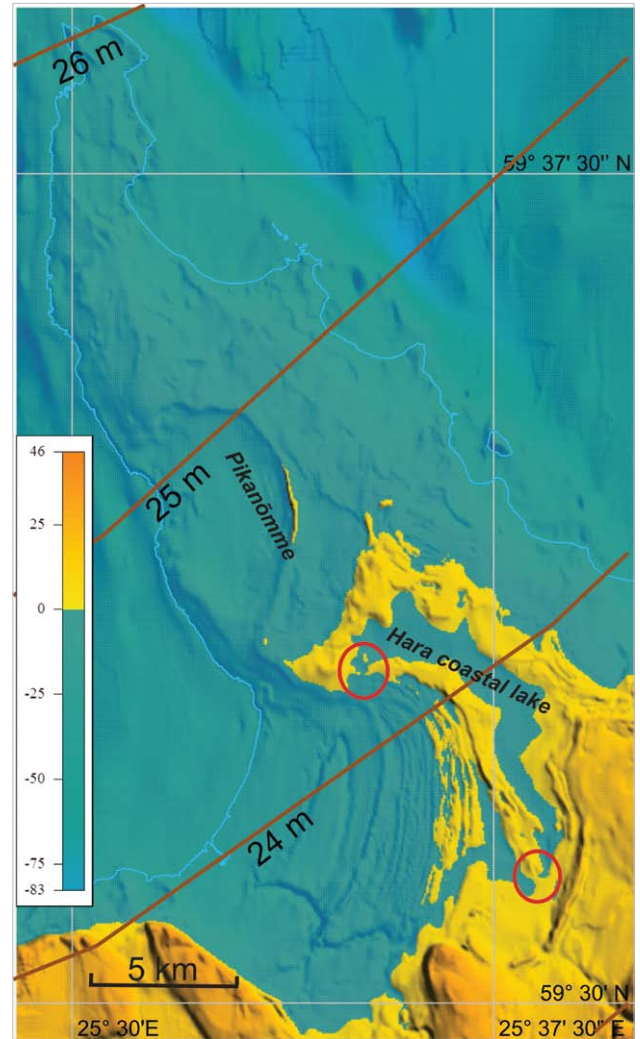 26 m
59° 37' 30'' N
46
25
0
-25
-50
-75
-83
25 m
Pikanõmme
Hara coastal lake
24 m
5 km
59° 30' N
25° 30'E
25° 37' 30'' E